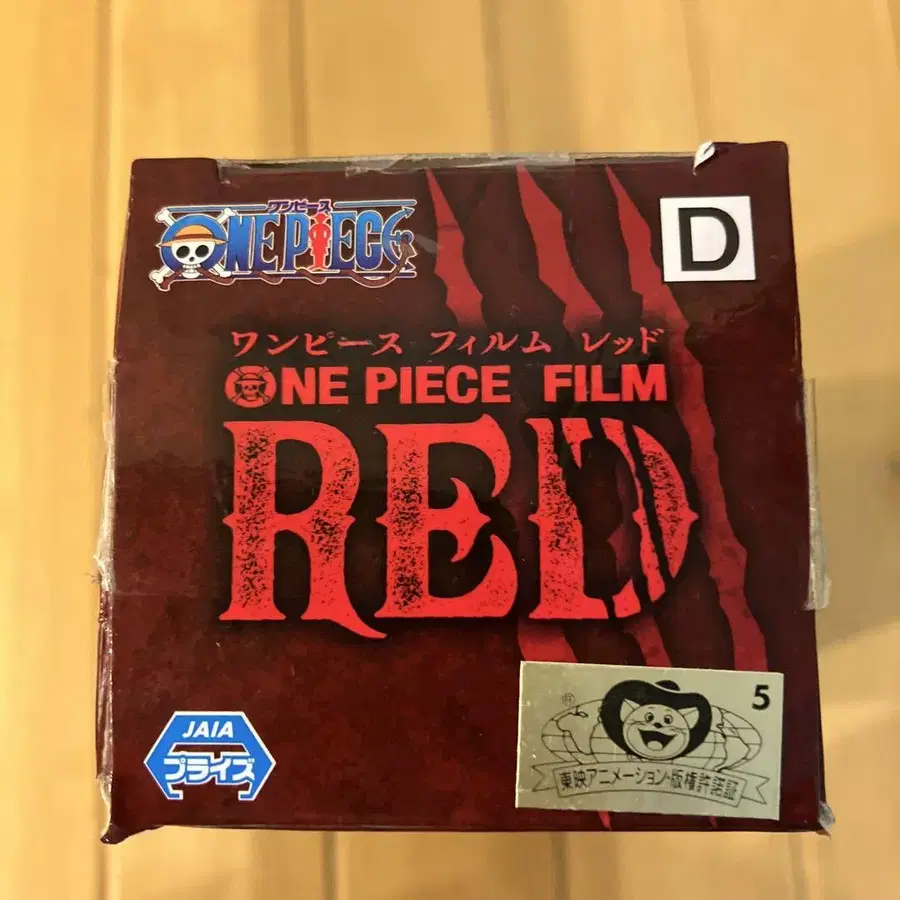 ワンピース
ONE PIECE
D
ワンピース フィルム レッド
ONE PIECE FILM
RED
JAIA
プライズ
®
5
東映アニメーション・版権許諾証